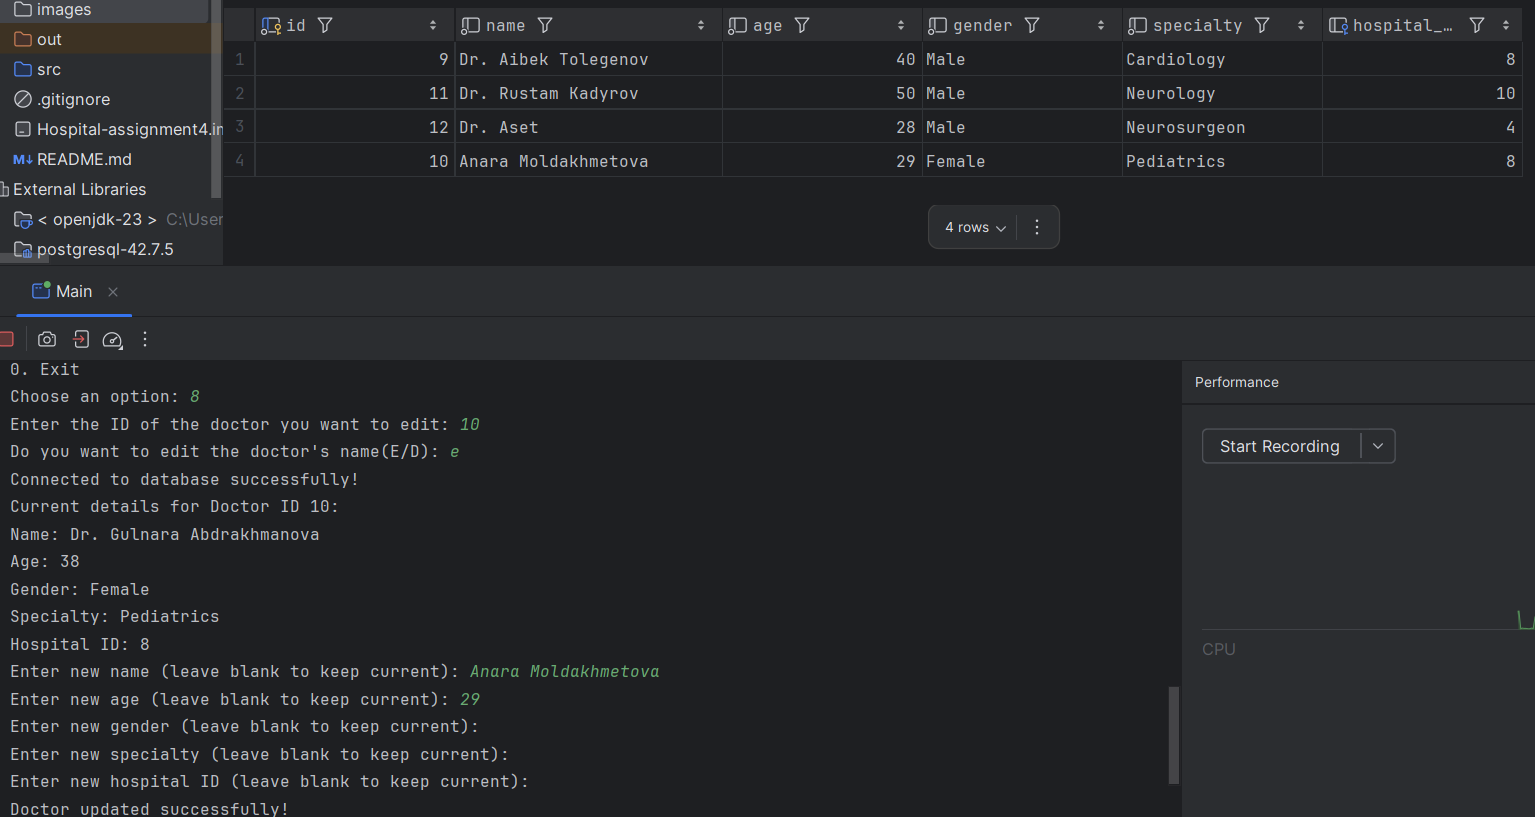 images
out
src
.gitignore
Hospital-assignment4.im
README.md
External Libraries
< openjdk-23 > C:\User
postgresql-42.7.5
id name age gender specialty hospital_…
1 9 Dr. Aibek Tolegenov 40 Male Cardiology 8
2 11 Dr. Rustam Kadyrov 50 Male Neurology 10
3 12 Dr. Aset 28 Male Neurosurgeon 4
4 10 Anara Moldakhmetova 29 Female Pediatrics 8
4 rows
Main
0. Exit
Choose an option: 8
Enter the ID of the doctor you want to edit: 10
Do you want to edit the doctor's name(E/D): e
Connected to database successfully!
Current details for Doctor ID 10:
Name: Dr. Gulnara Abdrakhmanova
Age: 38
Gender: Female
Specialty: Pediatrics
Hospital ID: 8
Enter new name (leave blank to keep current): Anara Moldakhmetova
Enter new age (leave blank to keep current): 29
Enter new gender (leave blank to keep current):
Enter new specialty (leave blank to keep current):
Enter new hospital ID (leave blank to keep current):
Doctor updated successfully!
Performance
Start Recording
CPU